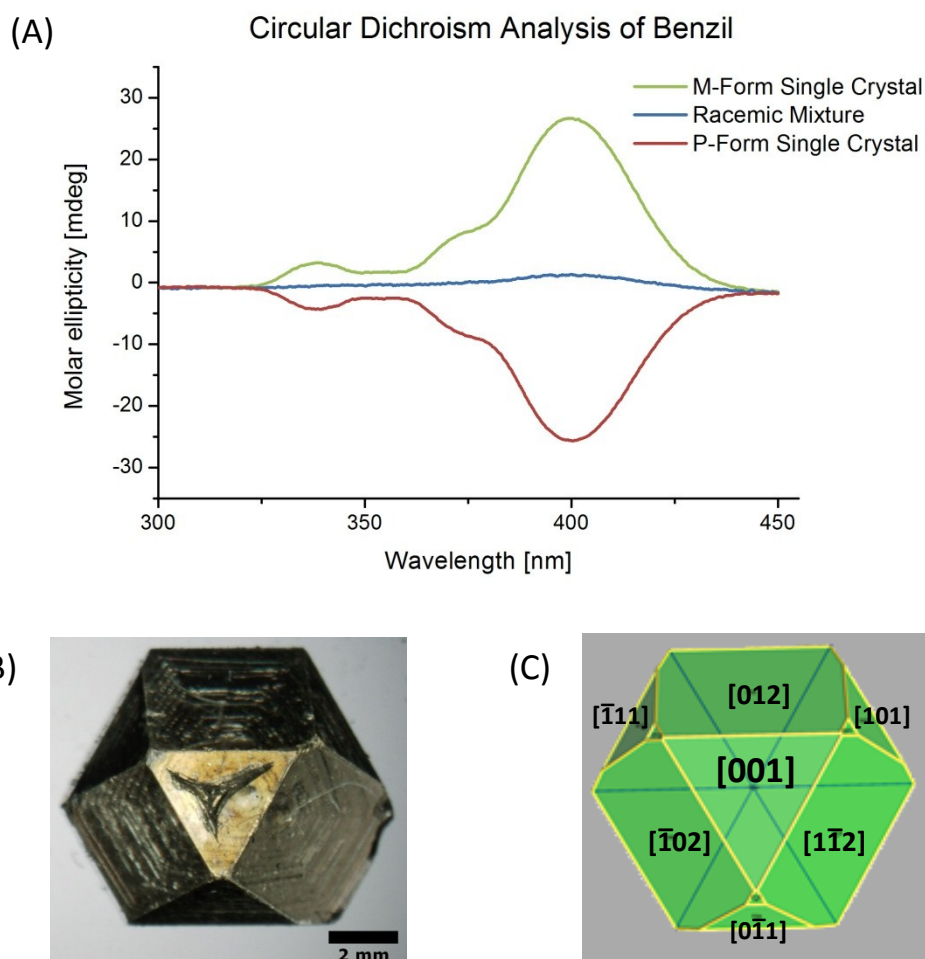 (A)
Circular Dichroism Analysis of Benzil
Molar ellipticity [mdeg]
30
20
10
0
-10
-20
-30
M-Form Single Crystal
Racemic Mixture
P-Form Single Crystal
300
350
400
450
Wavelength [nm]
2 mm
(C)
[012]
[1̅11]
[101]
[001]
[1̅02]
[11̅2]
[01̅1]